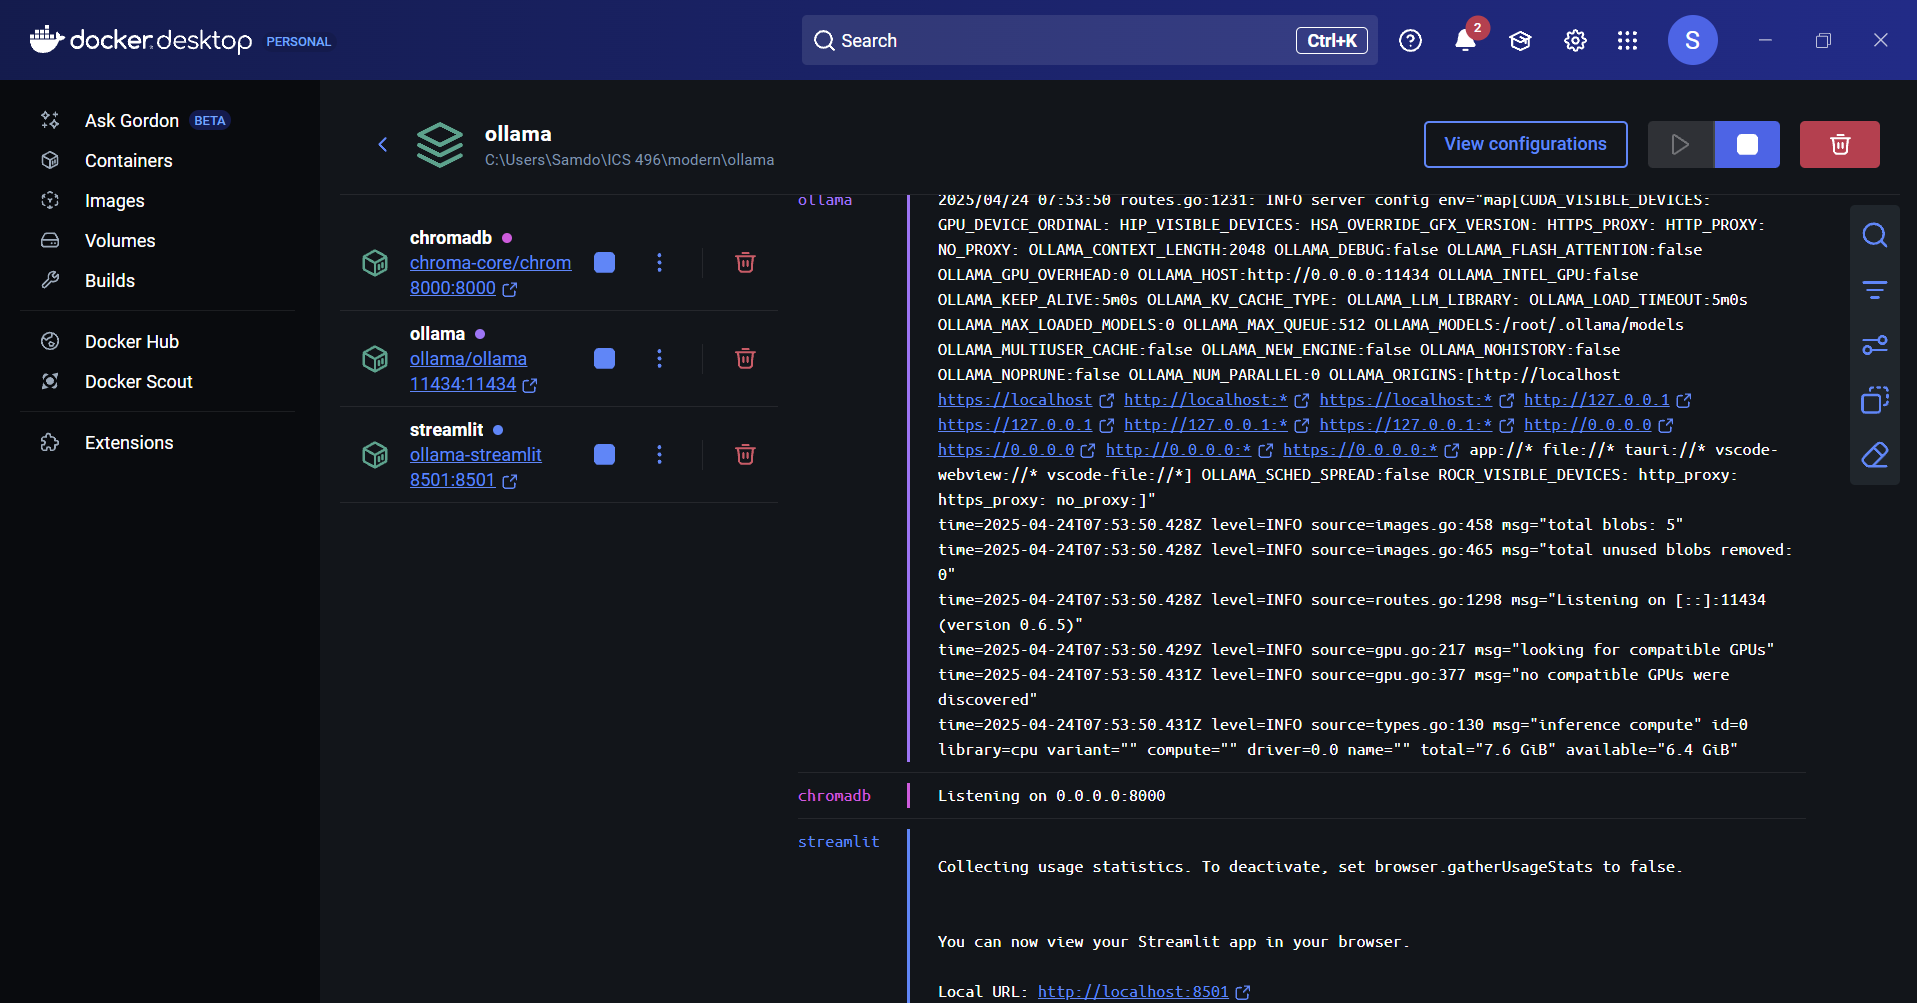 docker desktop PERSONAL
Search
Ctrl+K
2
S
Ask Gordon BETA
Containers
Images
Volumes
Builds
Docker Hub
Docker Scout
Extensions
ollama
C:\Users\Samdo\ICS 496\modern\ollama
View configurations
chromadb
chroma-core/chrom
8000:8000
ollama
ollama/ollama
11434:11434
streamlit
ollama-streamlit
8501:8501
ollama
2025/04/24 07:53:50 routes.go:1231: INFO server config env="map[CUDA_VISIBLE_DEVICES:
GPU_DEVICE_ORDINAL: HIP_VISIBLE_DEVICES: HSA_OVERRIDE_GFX_VERSION: HTTPS_PROXY: HTTP_PROXY:
NO_PROXY: OLLAMA_CONTEXT_LENGTH:2048 OLLAMA_DEBUG:false OLLAMA_FLASH_ATTENTION:false
OLLAMA_GPU_OVERHEAD:0 OLLAMA_HOST:http://0.0.0.0:11434 OLLAMA_INTEL_GPU:false
OLLAMA_KEEP_ALIVE:5m0s OLLAMA_KV_CACHE_TYPE: OLLAMA_LLM_LIBRARY: OLLAMA_LOAD_TIMEOUT:5m0s
OLLAMA_MAX_LOADED_MODELS:0 OLLAMA_MAX_QUEUE:512 OLLAMA_MODELS:/root/.ollama/models
OLLAMA_MULTIUSER_CACHE:false OLLAMA_NEW_ENGINE:false OLLAMA_NOHISTORY:false
OLLAMA_NOPRUNE:false OLLAMA_NUM_PARALLEL:0 OLLAMA_ORIGINS:[http://localhost
https://localhost http://localhost:* https://localhost:* http://127.0.0.1
https://127.0.0.1 http://127.0.0.1:* https://127.0.0.1:* http://0.0.0.0
https://0.0.0.0 http://0.0.0.0:* https://0.0.0.0:* app://* file://* tauri://* vscode-
webview://* vscode-file://*] OLLAMA_SCHED_SPREAD:false ROCR_VISIBLE_DEVICES: http_proxy:
https_proxy: no_proxy:]"
time=2025-04-24T07:53:50.428Z level=INFO source=images.go:458 msg="total blobs: 5"
time=2025-04-24T07:53:50.428Z level=INFO source=images.go:465 msg="total unused blobs removed:
0"
time=2025-04-24T07:53:50.428Z level=INFO source=routes.go:1298 msg="Listening on [::]:11434
(version 0.6.5)"
time=2025-04-24T07:53:50.429Z level=INFO source=gpu.go:217 msg="looking for compatible GPUs"
time=2025-04-24T07:53:50.431Z level=INFO source=gpu.go:377 msg="no compatible GPUs were
discovered"
time=2025-04-24T07:53:50.431Z level=INFO source=types.go:130 msg="inference compute" id=0
library=cpu variant="" compute="" driver=0.0 name="" total="7.6 GiB" available="6.4 GiB"
chromadb
Listening on 0.0.0.0:8000
streamlit
Collecting usage statistics. To deactivate, set browser.gatherUsageStats to false.
You can now view your Streamlit app in your browser.
Local URL: http://localhost:8501